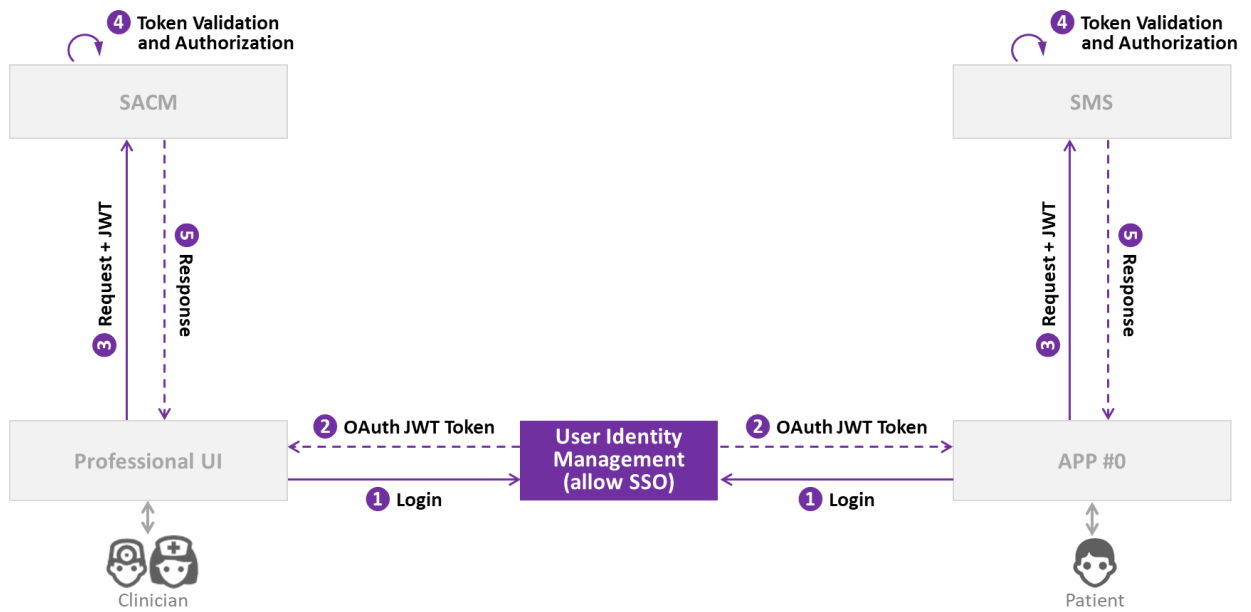 4 Token Validation
and Authorization
SACM
3 Request + JWT
5 Response
4 Token Validation
and Authorization
SMS
3 Request + JWT
5 Response
2 OAuth JWT Token
2 OAuth JWT Token
Professional UI
User Identity
Management
(allow SSO)
APP #0
1 Login
1 Login
Clinician
Patient